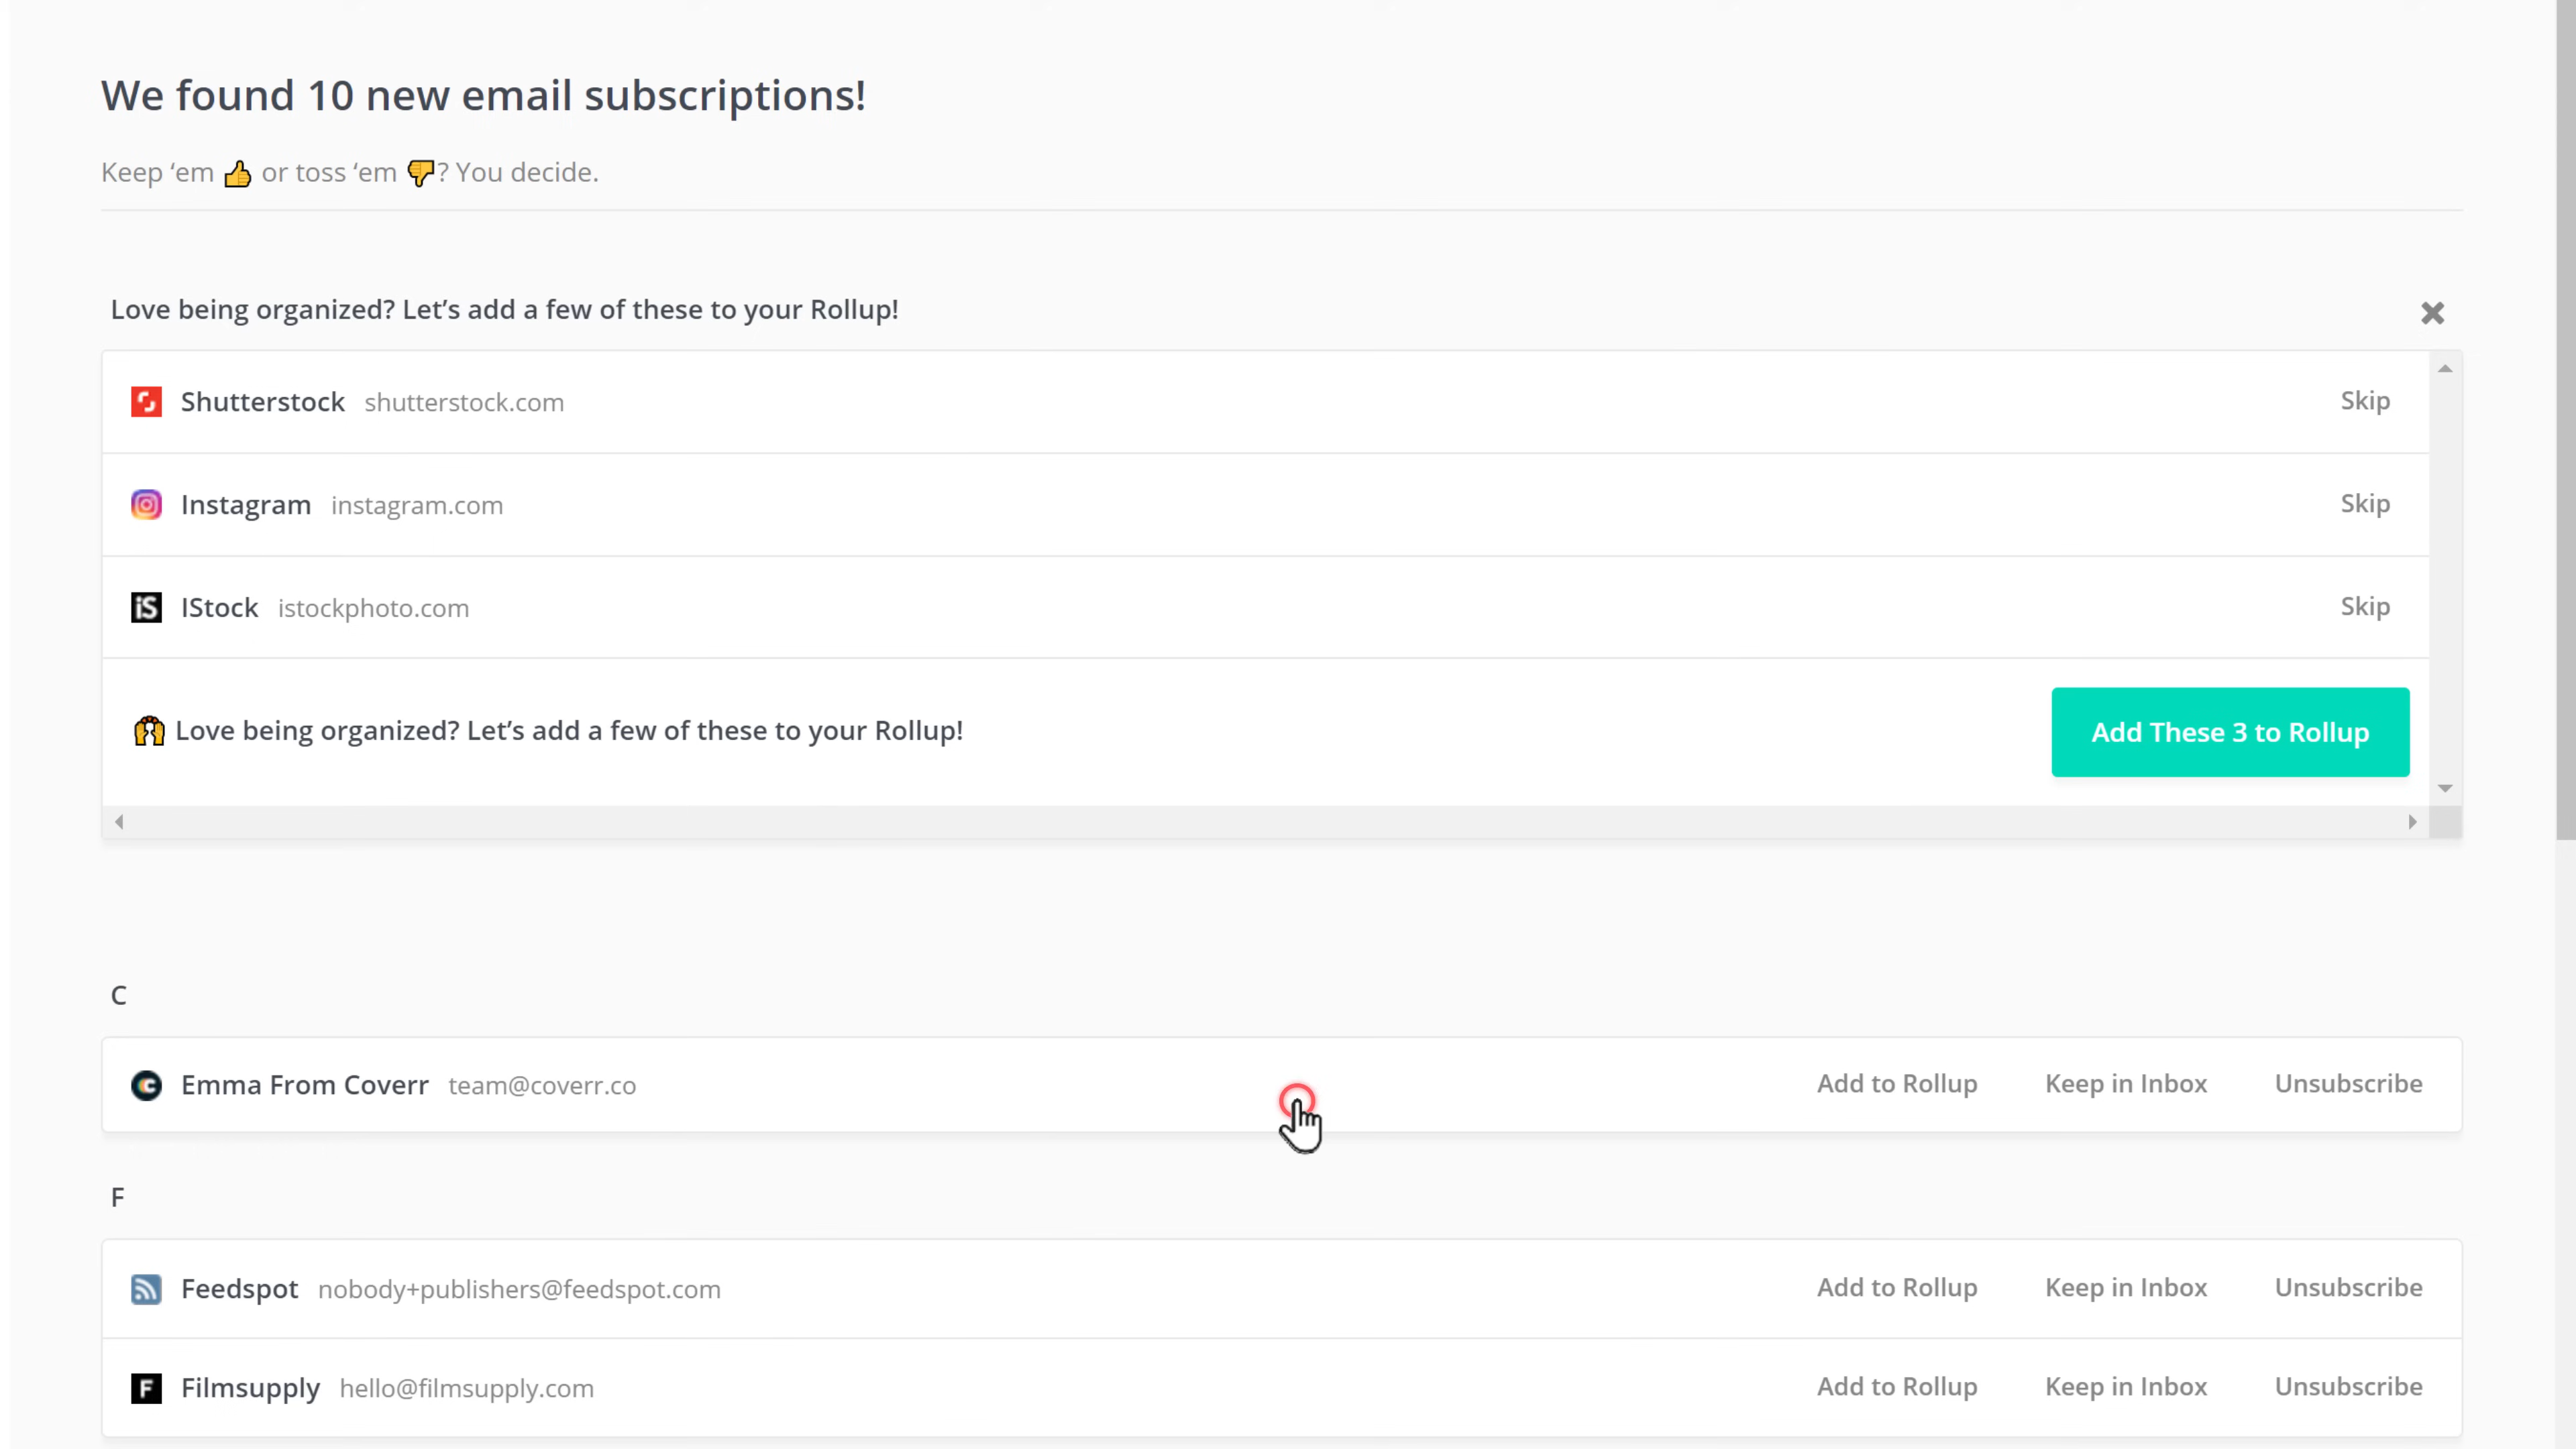 We found 10 new email subscriptions!
Keep ‘em 👍 or toss ‘em 👎? You decide.
Love being organized? Let’s add a few of these to your Rollup!
Shutterstock shutterstock.com Skip
Instagram instagram.com Skip
iS IStock istockphoto.com Skip
🙌 Love being organized? Let’s add a few of these to your Rollup! Add These 3 to Rollup
C
C Emma From Coverr team@coverr.co Add to Rollup Keep in Inbox Unsubscribe
F
Feedspot nobody+publishers@feedspot.com Add to Rollup Keep in Inbox Unsubscribe
F Filmsupply hello@filmsupply.com Add to Rollup Keep in Inbox Unsubscribe